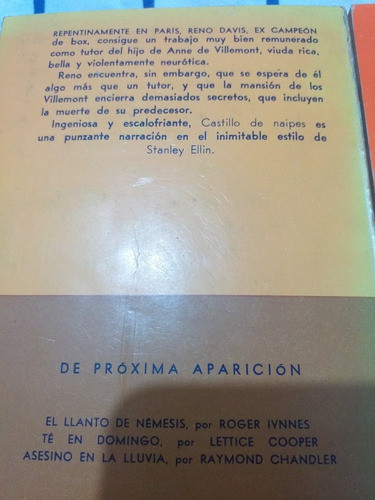 REPENTINAMENTE EN PARÍS, RENO DAVIS, EX CAMPEÓN
de box, consigue un trabajo muy bien remunerado
como tutor del hijo de Anne de Villemont, viuda rica,
bella y violentamente neurótica.
Reno encuentra, sin embargo, que se espera de él
algo más que un tutor, y que la mansión de los
Villemont encierra demasiados secretos, que incluyen
la muerte de su predecesor.
Ingeniosa y escalofriante, Castillo de naipes es
una punzante narración en el inimitable estilo de
Stanley Ellin.
DE PRÓXIMA APARICIÓN
EL LLANTO DE NÉMESIS, por ROGER IVNNES
TÉ EN DOMINGO, por LETTICE COOPER
ASESINO EN LA LLUVIA, por RAYMOND CHANDLER